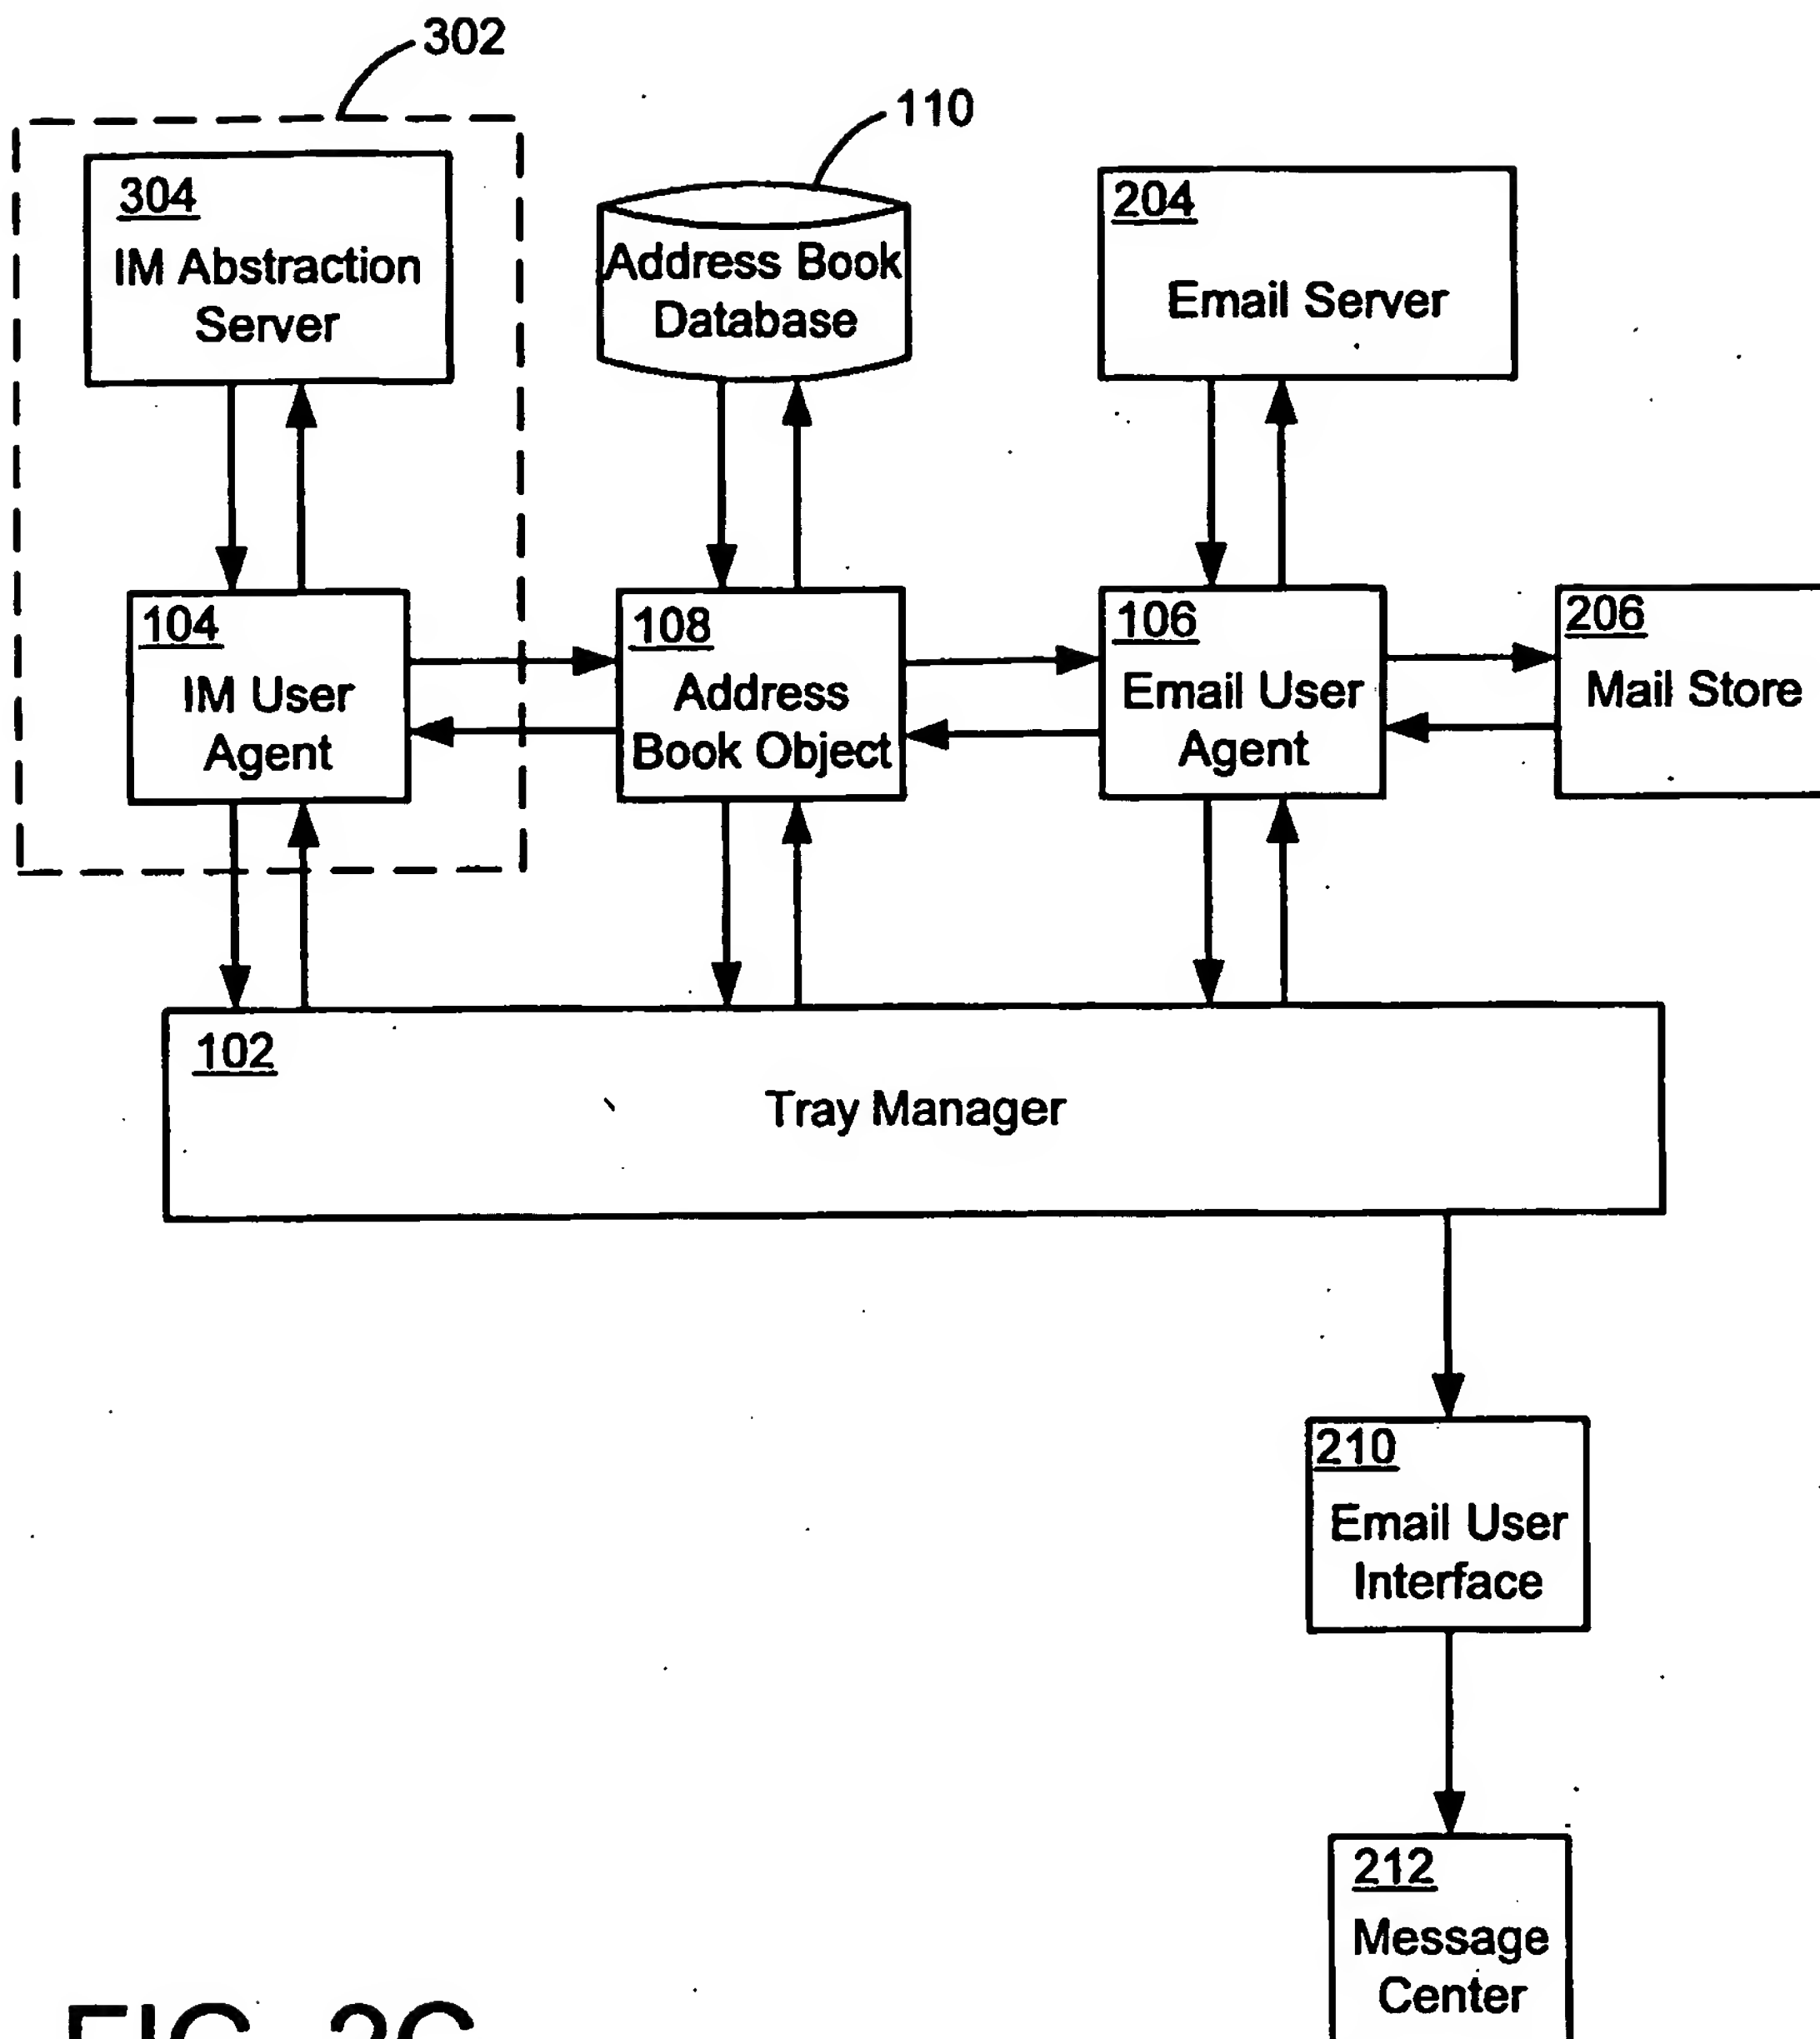 302
110
304
IM Abstraction
Server
Address Book
Database
204
Email Server
104
IM User
Agent
108
Address
Book Object
106
Email User
Agent
206
Mail Store
102
Tray Manager
210
Email User
Interface
212
Message
Center